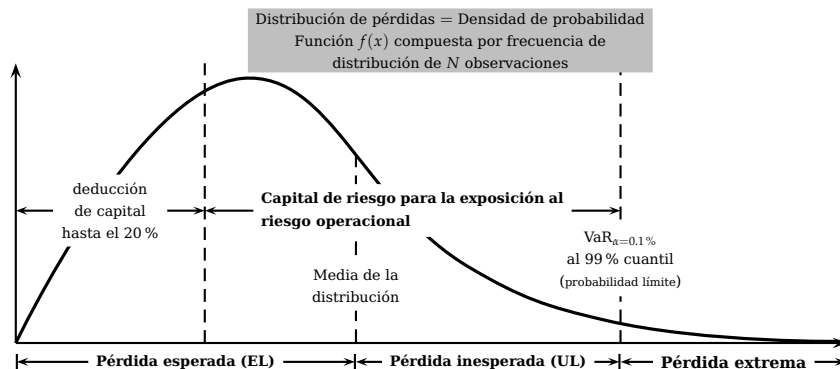 Distribución de pérdidas = Densidad de probabilidad
Función f(x) compuesta por frecuencia de
distribución de N observaciones
deducción
de capital
hasta el 20 %
Capital de riesgo para la exposición al
riesgo operacional
VaRα=0.1 %
al 99 % cuantil
(probabilidad límite)
Media de la
distribución
Pérdida esperada (EL)
Pérdida inesperada (UL)
Pérdida extrema